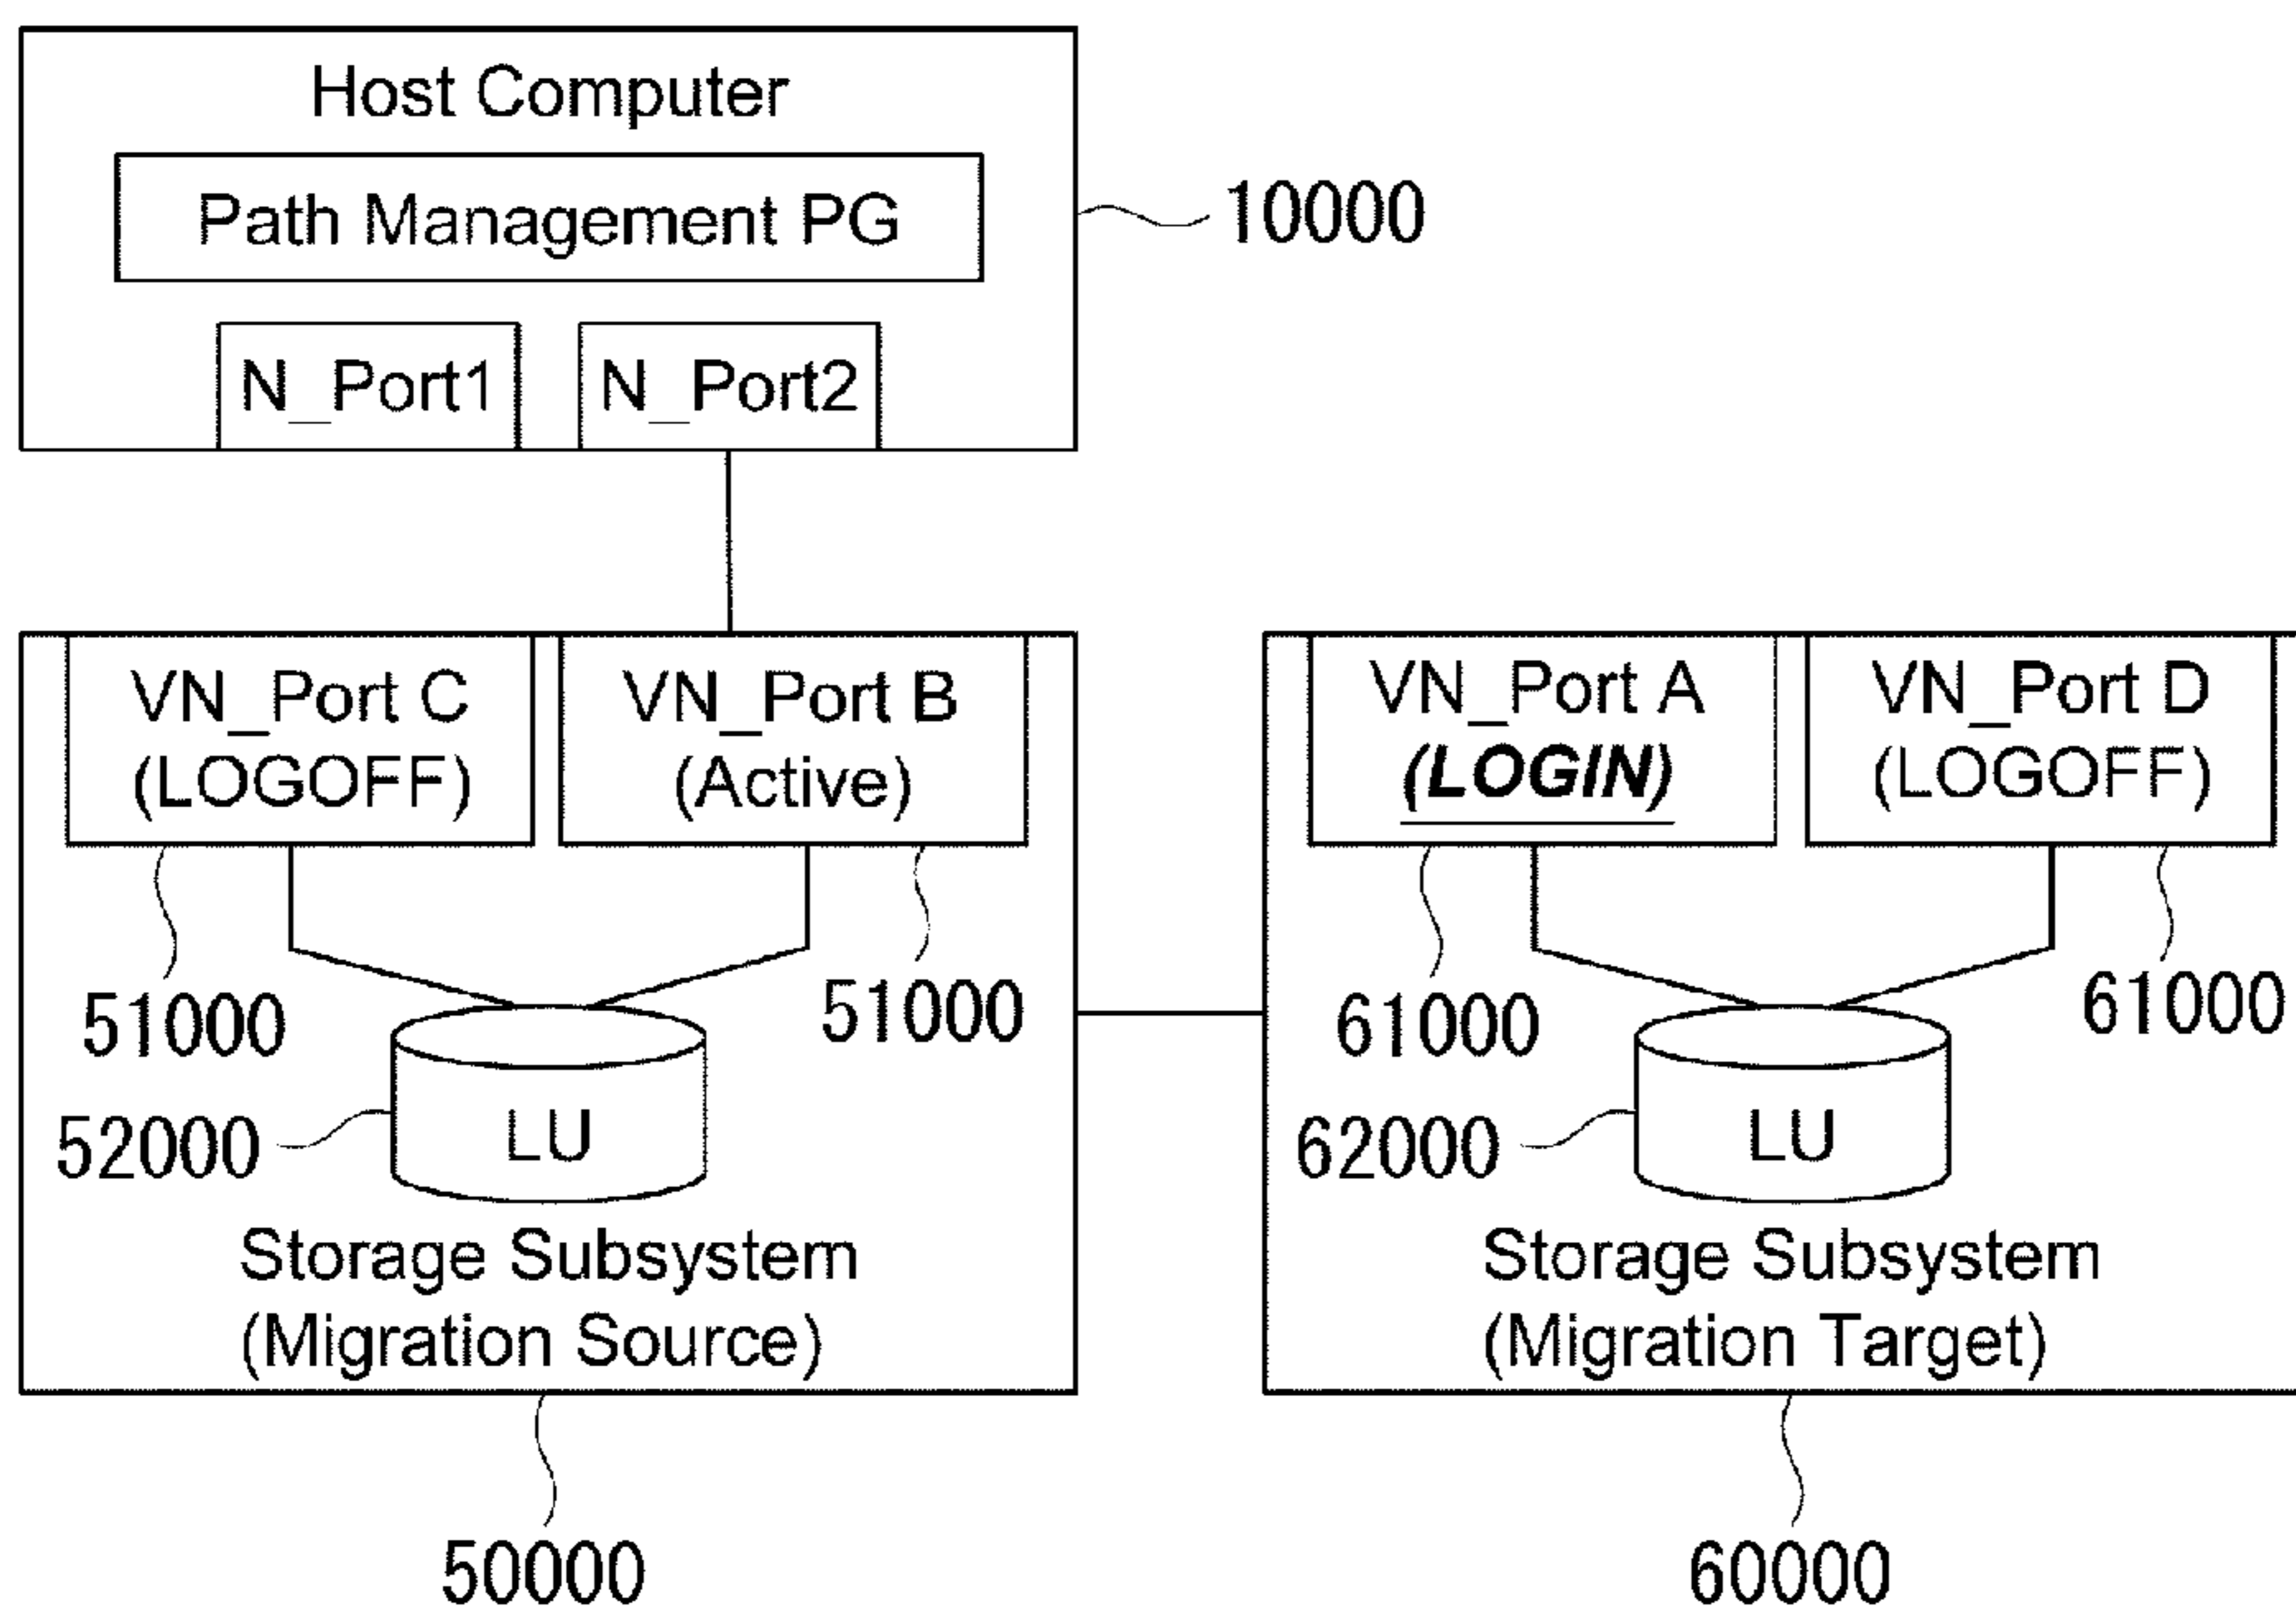 Host Computer
Path Management PG
10000
N_Port1
N_Port2
VN_Port C
(LOGOFF)
VN_Port B
(Active)
VN_Port A
(LOGIN)
VN_Port D
(LOGOFF)
51000
51000
61000
61000
52000
LU
62000
LU
Storage Subsystem
(Migration Source)
Storage Subsystem
(Migration Target)
50000
60000